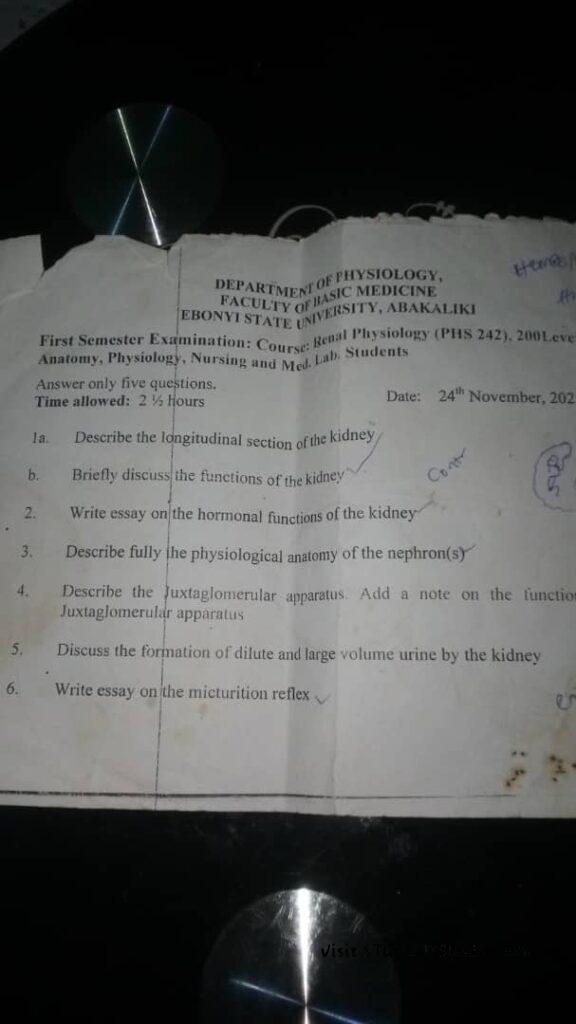 DEPARTMENT OF PHYSIOLOGY,
FACULTY OF BASIC MEDICINE
EBONYI STATE UNIVERSITY, ABAKALIKI
First Semester Examination: Course: Renal Physiology (PHS 242), 200Leve
Anatomy, Physiology, Nursing and Med. Lab. Students
Answer only five questions.
Time allowed: 2 ½ hours
Date: 24th November, 202
1a. Describe the longitudinal section of the kidney
b. Briefly discuss the functions of the kidney
2. Write essay on the hormonal functions of the kidney
3. Describe fully the physiological anatomy of the nephron(s)
4. Describe the Juxtaglomerular apparatus. Add a note on the function
Juxtaglomerular apparatus
5. Discuss the formation of dilute and large volume urine by the kidney
6. Write essay on the micturition reflex
Visit